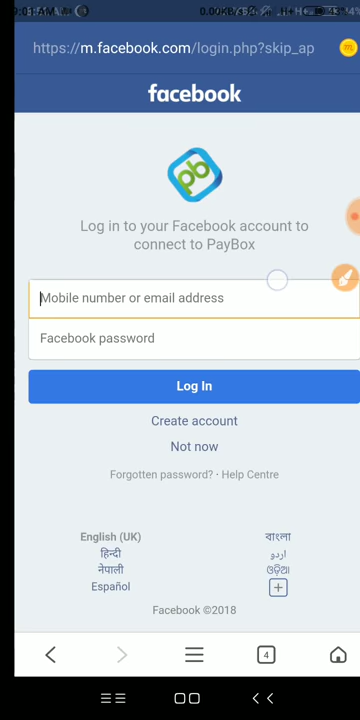 https://m.facebook.com/login.php?skip_ap
facebook
pb
Log in to your Facebook account to
connect to PayBox
Mobile number or email address
Facebook password
Log In
Create account
Not now
Forgotten password? · Help Centre
English (UK) বাংলা
हिन्दी اردو
नेपाली ଓଡ଼ିଆ
Español
Facebook ©2018
4